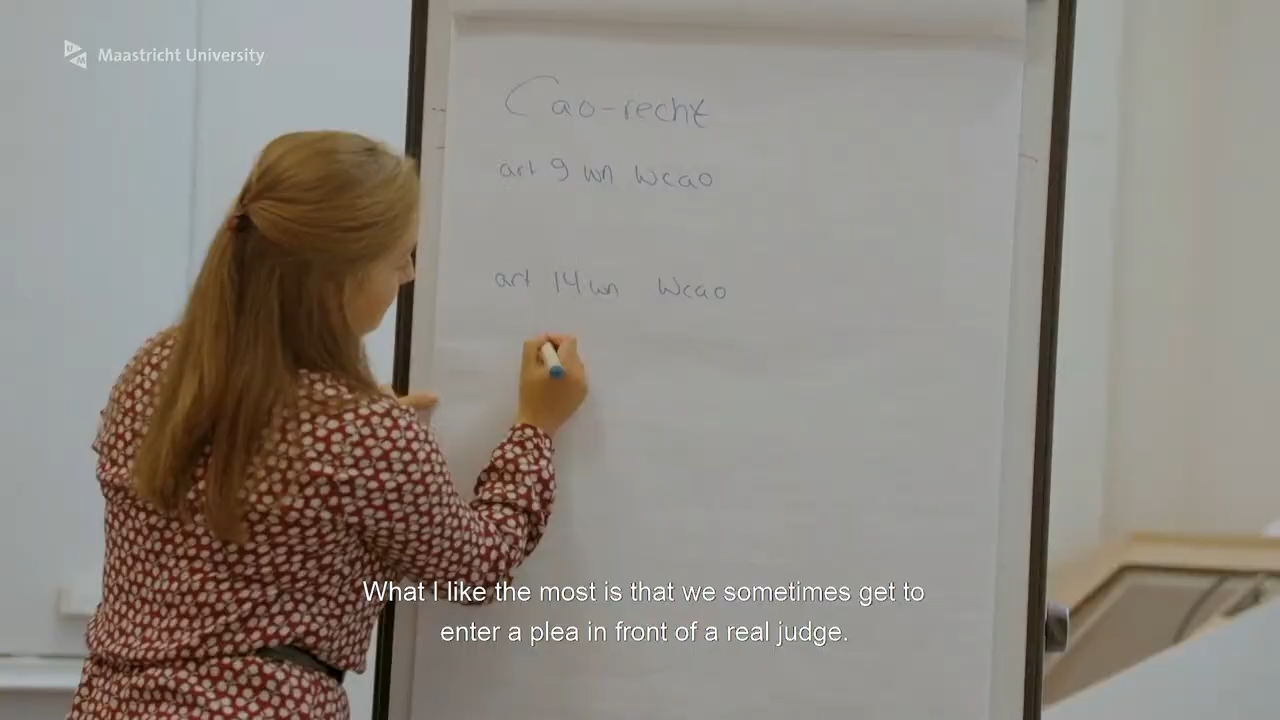 Maastricht University
Cao-recht
art 9 wn Wcao
art 14 wn Wcao
What I like the most is that we sometimes get to
enter a plea in front of a real judge.